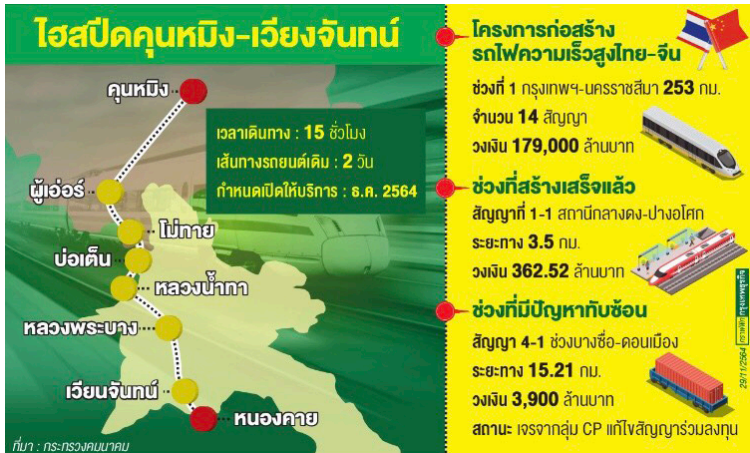 ไฮสปีดคุนหมิง-เวียงจันทน์
คุนหมิง
เวลาเดินทาง : 15 ชั่วโมง
เส้นทางรถยนต์เดิม : 2 วัน
กำหนดเปิดให้บริการ : ธ.ค. 2564
ผู้เอ่อร์
โม่ทาย
บ่อเต็น
หลวงน้ำทา
หลวงพระบาง
เวียนจันทน์
หนองคาย
ที่มา : กระทรวงคมนาคม
โครงการก่อสร้าง
รถไฟความเร็วสูงไทย-จีน
ช่วงที่ 1 กรุงเทพฯ-นครราชสีมา 253 กม.
จำนวน 14 สัญญา
วงเงิน 179,000 ล้านบาท
ช่วงที่สร้างเสร็จแล้ว
สัญญาที่ 1-1 สถานีกลางดง-ปางอโศก
ระยะทาง 3.5 กม.
วงเงิน 362.52 ล้านบาท
ช่วงที่มีปัญหาทับซ้อน
สัญญา 4-1 ช่วงบางซื่อ-ดอนเมือง
ระยะทาง 15.21 กม.
วงเงิน 3,900 ล้านบาท
สถานะ เจรจากลุ่ม CP แก้ไขสัญญาร่วมลงทุน
29/11/2564 กราฟฟิก กรุงเทพธุรกิจ